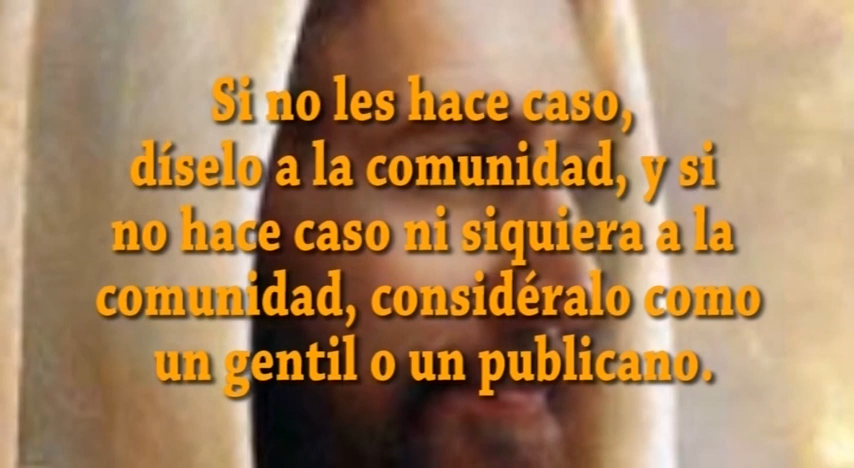 Si no les hace caso,
díselo a la comunidad, y si
no hace caso ni siquiera a la
comunidad, considéralo como
un gentil o un publicano.